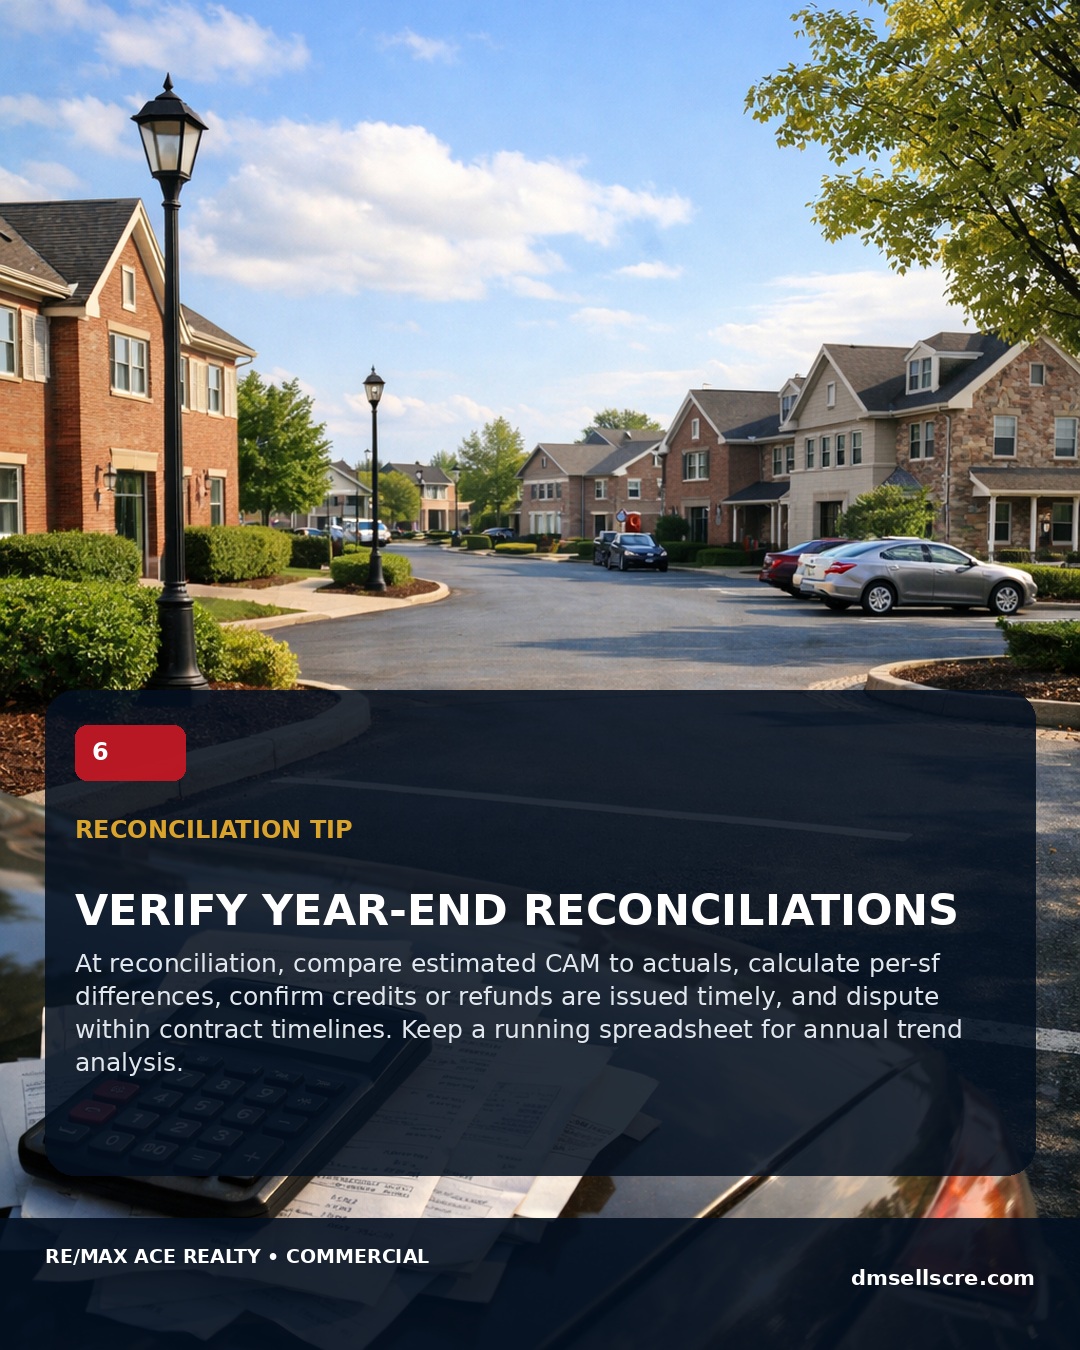 6
RECONCILIATION TIP
VERIFY YEAR-END RECONCILIATIONS
At reconciliation, compare estimated CAM to actuals, calculate per-sf
differences, confirm credits or refunds are issued timely, and dispute
within contract timelines. Keep a running spreadsheet for annual trend
analysis.
RE/MAX ACE REALTY • COMMERCIAL
dmsellscre.com